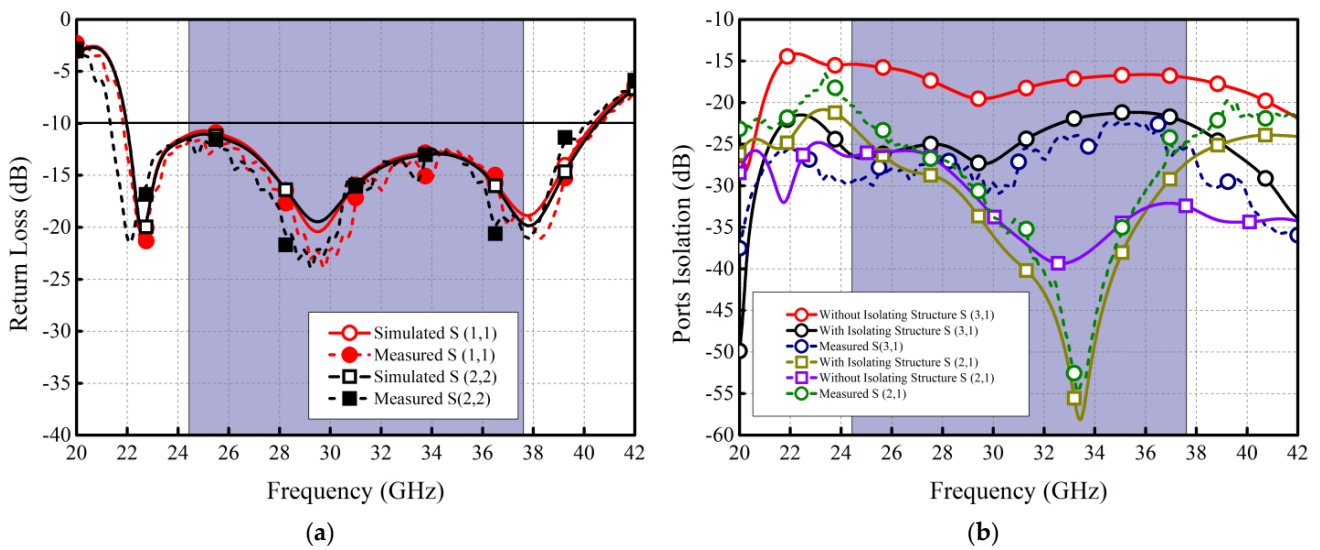 0
-5
-10
-15
-20
-25
-30
-35
-40
Return Loss (dB)
Simulated S (1,1)
Measured S (1,1)
Simulated S (2,2)
Measured S(2,2)
20 22 24 26 28 30 32 34 36 38 40 42
Frequency (GHz)
(a)
-10
-15
-20
-25
-30
-35
-40
-45
-50
-55
-60
Ports Isolation (dB)
Without Isolating Structure S (3,1)
With Isolating Structure S (3,1)
Measured S(3,1)
With Isolating Structure S (2,1)
Without Isolating Structure S (2,1)
Measured S (2,1)
20 22 24 26 28 30 32 34 36 38 40 42
Frequency (GHz)
(b)